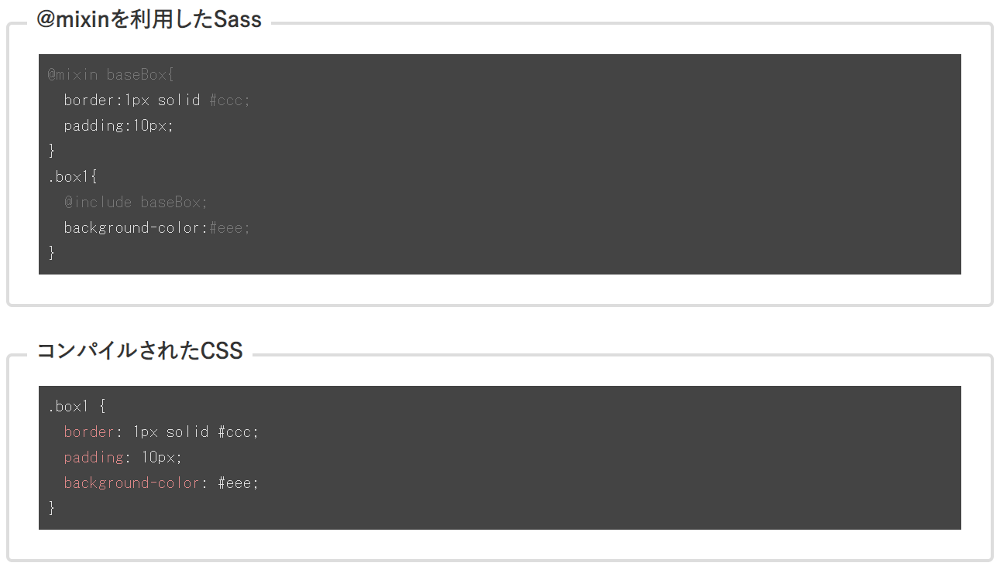 @mixinを利用したSass
@mixin baseBox{
  border:1px solid #ccc;
  padding:10px;
}
.box1{
  @include baseBox;
  background-color:#eee;
}
コンパイルされたCSS
.box1 {
  border: 1px solid #ccc;
  padding: 10px;
  background-color: #eee;
}